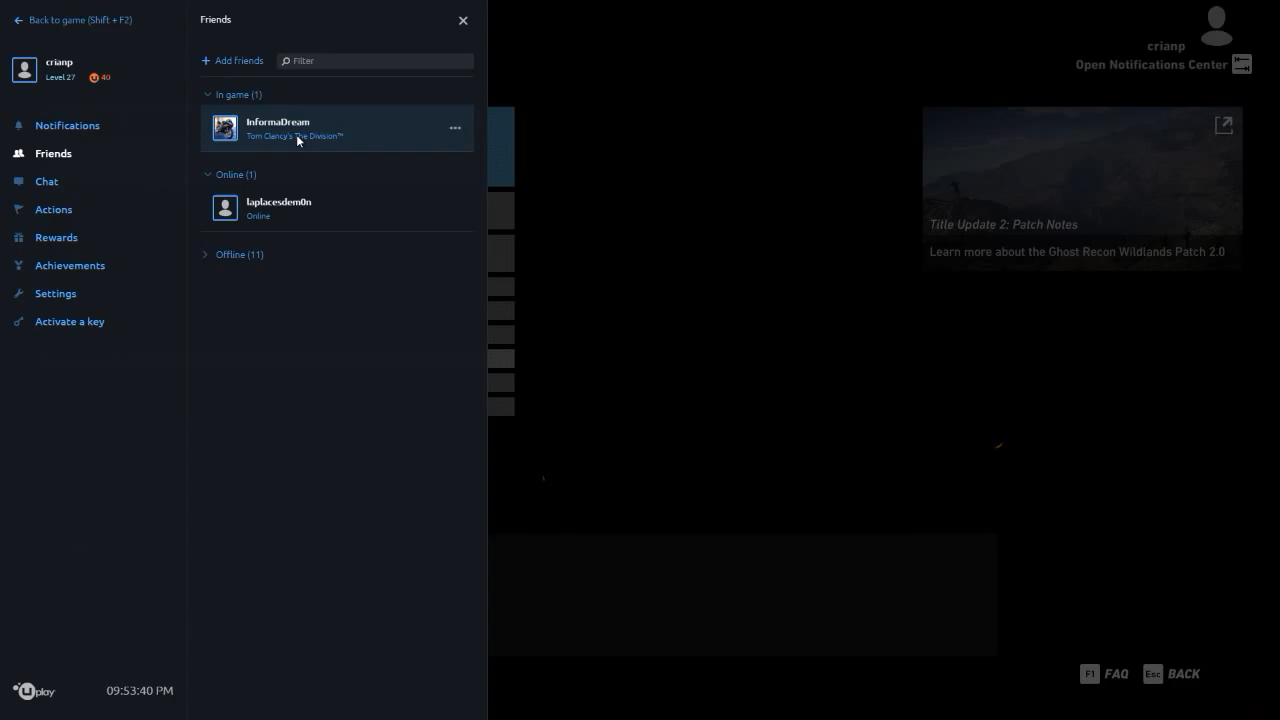 Back to game (Shift + F2)
crianp
Level 27
40
Notifications
Friends
Chat
Actions
Rewards
Achievements
Settings
Activate a key
uplay
09:53:40 PM
Friends
+ Add friends
Filter
In game (1)
InformaDream
Tom Clancy's The Division™
Online (1)
laplacesdem0n
Online
Offline (11)
crianp
Open Notifications Center
Title Update 2: Patch Notes
Learn more about the Ghost Recon Wildlands Patch 2.0
F1 FAQ
Esc BACK